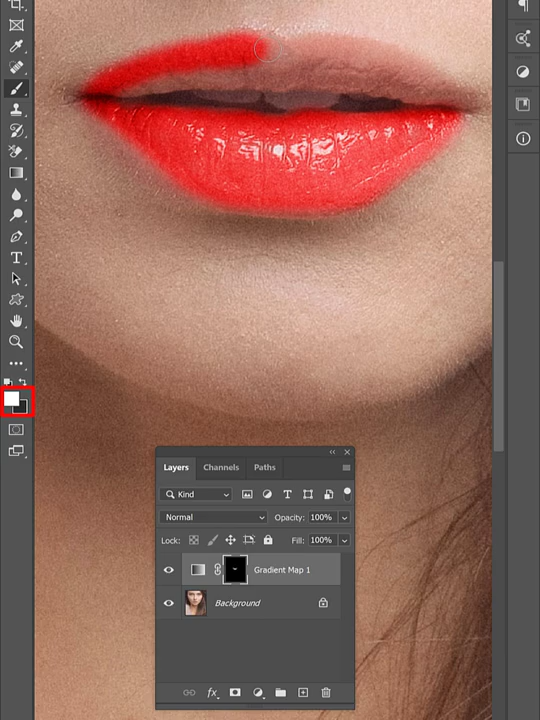 Layers Channels Paths
Kind
Normal Opacity: 100%
Lock: Fill: 100%
Gradient Map 1
Background